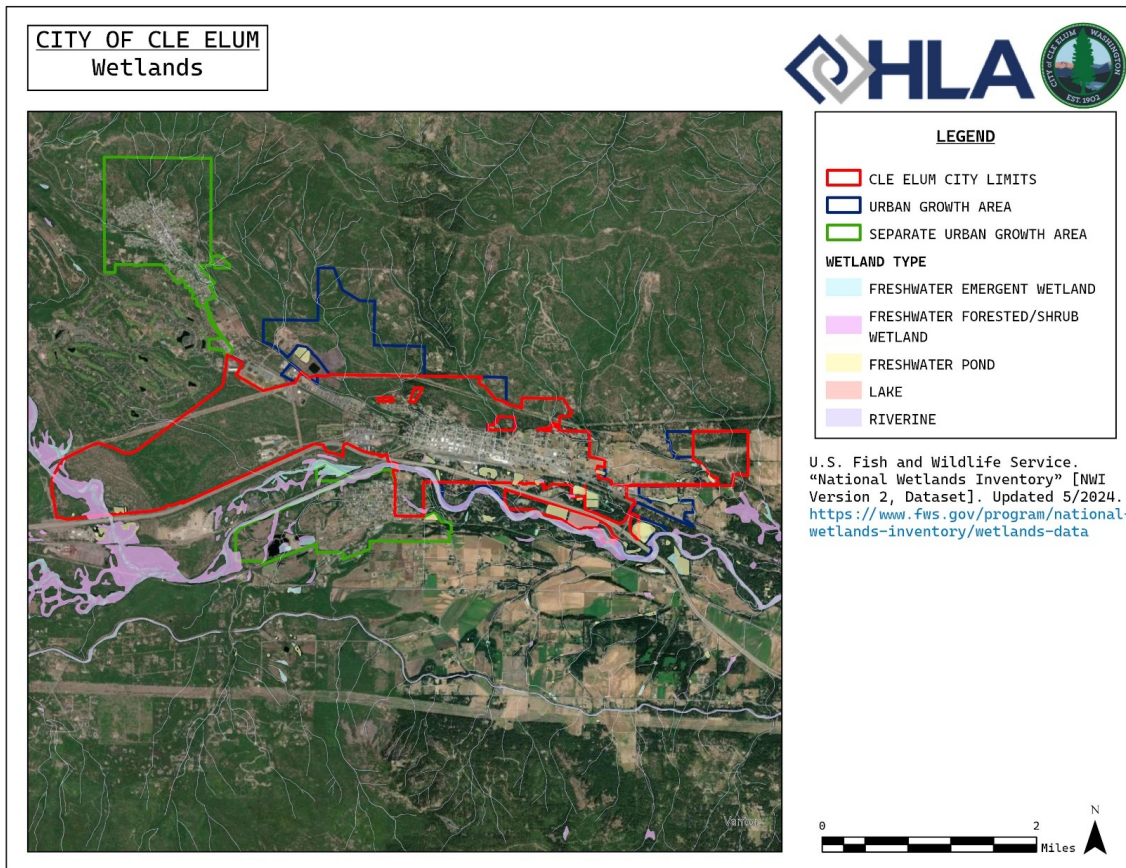 CITY OF CLE ELUM
Wetlands
HLA
CITY OF CLE ELUM WASHINGTON
EST. 1902
LEGEND
CLE ELUM CITY LIMITS
URBAN GROWTH AREA
SEPARATE URBAN GROWTH AREA
WETLAND TYPE
FRESHWATER EMERGENT WETLAND
FRESHWATER FORESTED/SHRUB
WETLAND
FRESHWATER POND
LAKE
RIVERINE
U.S. Fish and Wildlife Service.
“National Wetlands Inventory” [NWI
Version 2, Dataset]. Updated 5/2024.
https://www.fws.gov/program/national-
wetlands-inventory/wetlands-data
N
0 2
Miles